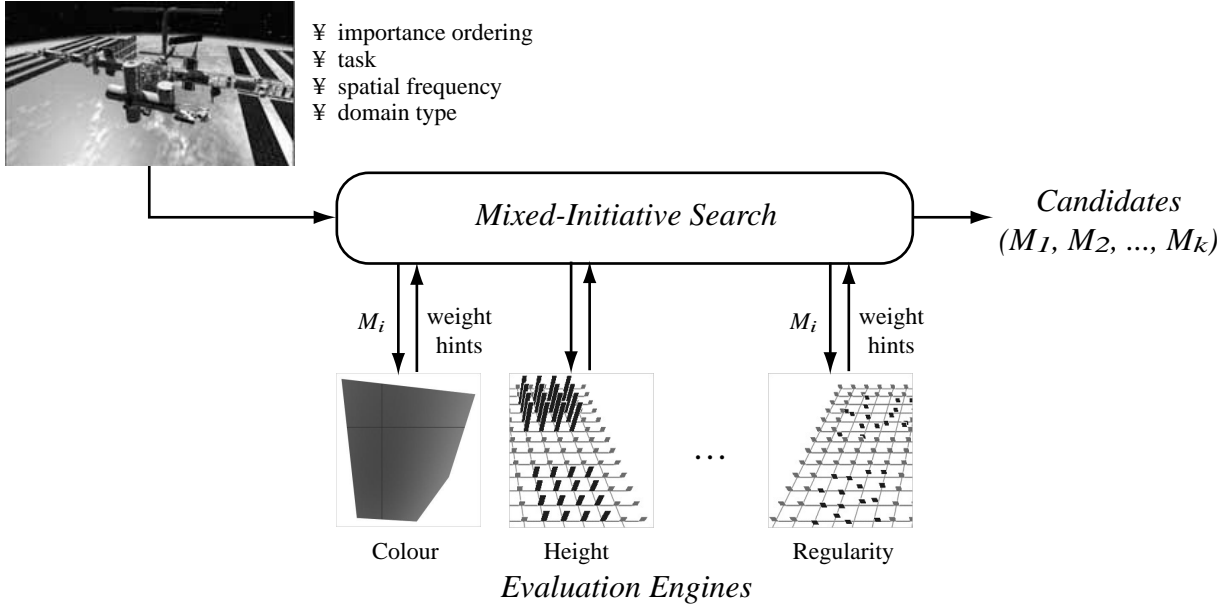 ¥ importance ordering
¥ task
¥ spatial frequency
¥ domain type
Mixed-Initiative Search
Candidates
(M1, M2, ..., Mk)
Mi
weight
hints
Mi
weight
hints
...
Colour
Height
Regularity
Evaluation Engines